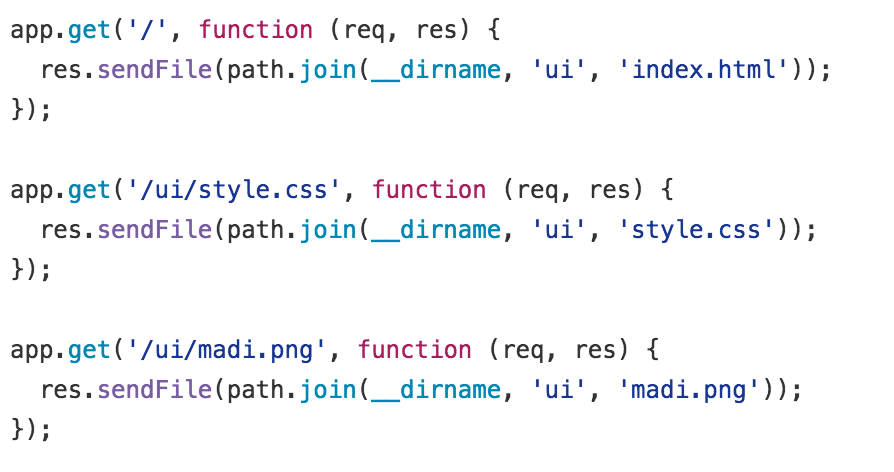 app.get('/', function (req, res) {
  res.sendFile(path.join(__dirname, 'ui', 'index.html'));
});

app.get('/ui/style.css', function (req, res) {
  res.sendFile(path.join(__dirname, 'ui', 'style.css'));
});

app.get('/ui/madi.png', function (req, res) {
  res.sendFile(path.join(__dirname, 'ui', 'madi.png'));
});